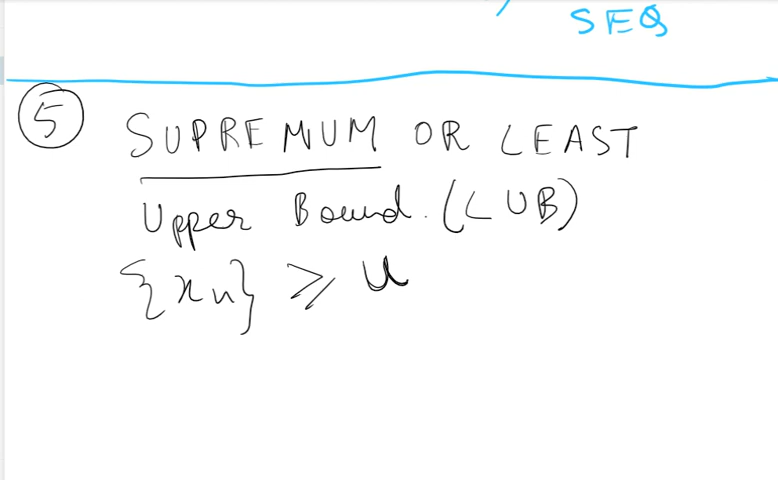 SEQ
5 SUPREMUM OR LEAST
Upper Bound. (LUB)
{xn} ≥ u